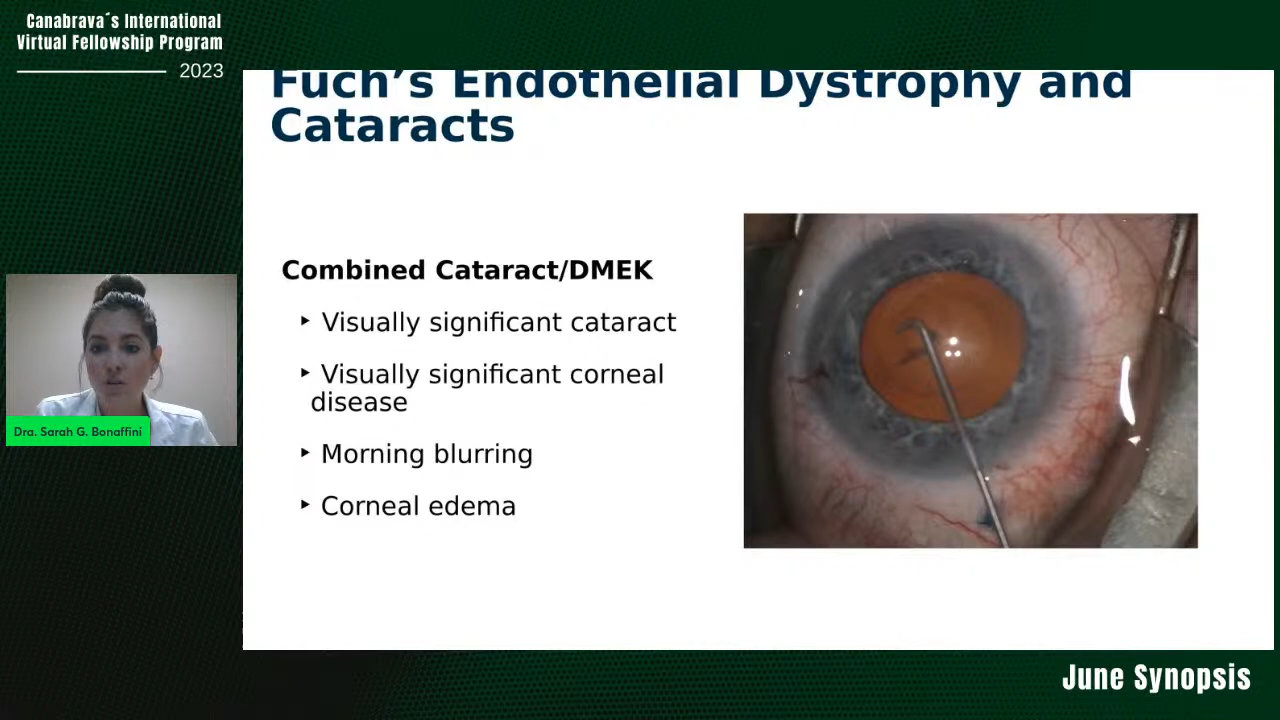 Canabrava´s International
Virtual Fellowship Program
2023
Fuch’s Endothelial Dystrophy and
Cataracts
Combined Cataract/DMEK
‣ Visually significant cataract
‣ Visually significant corneal
disease
‣ Morning blurring
‣ Corneal edema
Dra. Sarah G. Bonaffini
June Synopsis